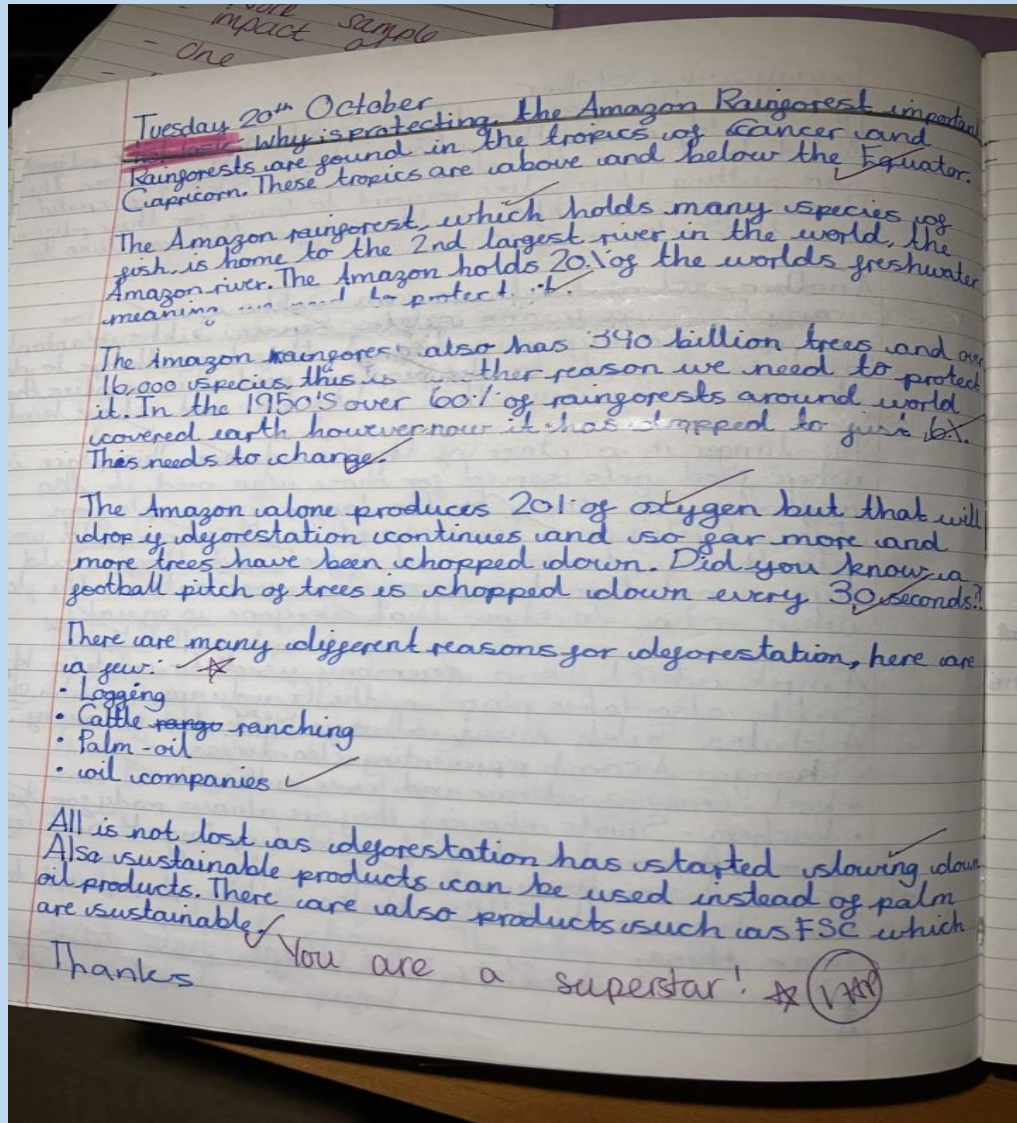 impact sample
- one
Tuesday 20th October
Why is protecting the Amazon Rainforest important
Rainforests are found in the tropics of Cancer and
Capricorn. These tropics are above and below the Equator.
The Amazon rainforest, which holds many species of
fish, is home to the 2nd largest river in the world, the
Amazon river. The Amazon holds 20% of the worlds freshwater
meaning we need to protect it.
The Amazon rainforest also has 390 billion trees and over
16,000 species, this is another reason we need to protect
it. In the 1950's over 60% of rainforests around world
covered earth however now it has dropped to just 6%.
This needs to change.
The Amazon alone produces 20% of oxygen but that will
drop if deforestation continues and so far more and
more trees have been chopped down. Did you know a
football pitch of trees is chopped down every 30 seconds?
There are many different reasons for deforestation, here are
a few:
• Logging
• Cattle rango ranching
• Palm-oil
• oil companies
All is not lost as deforestation has started slowing down
Also sustainable products can be used instead of palm
oil products. There are also products such as FSC which
are sustainable.
You are a superstar!
Thanks